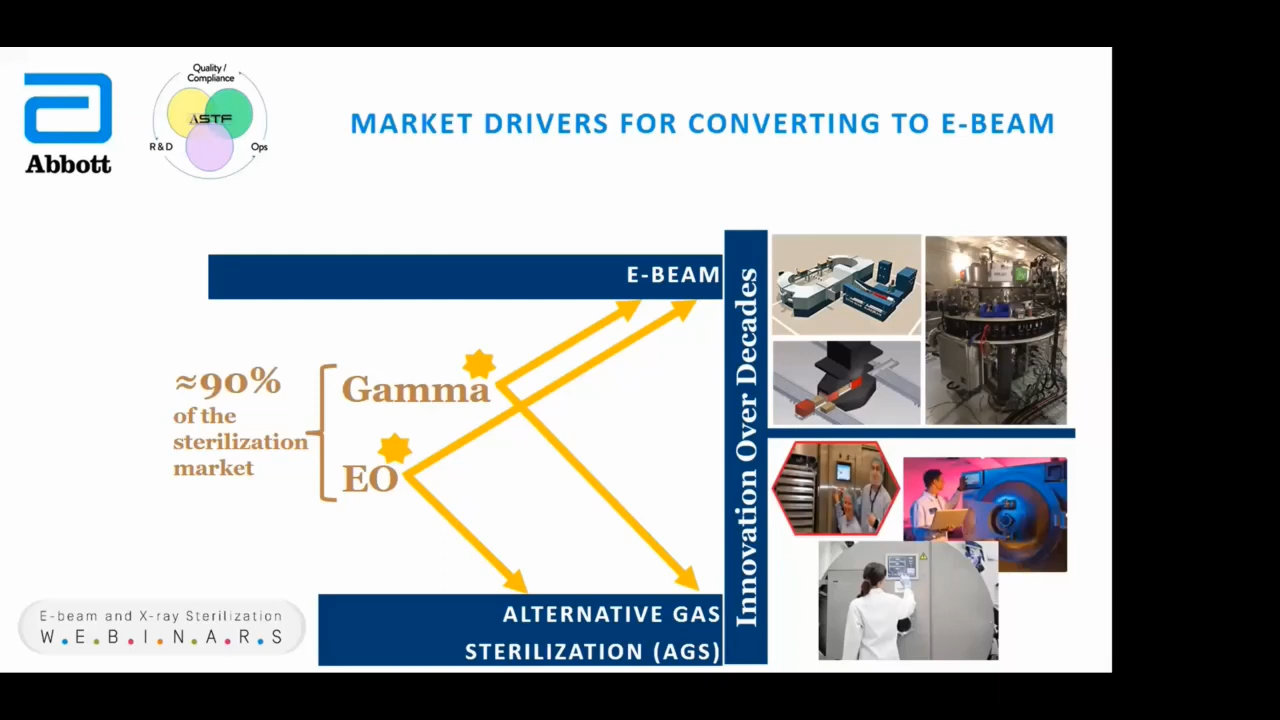 Quality /
Compliance
ASTF
R & D
Ops
Abbott
MARKET DRIVERS FOR CONVERTING TO E-BEAM
E-BEAM
≈90%
of the
sterilization
market
Gamma
EO
ALTERNATIVE GAS
STERILIZATION (AGS)
Innovation Over Decades
E-beam and X-ray Sterilization
W.E.B.I.N.A.R.S